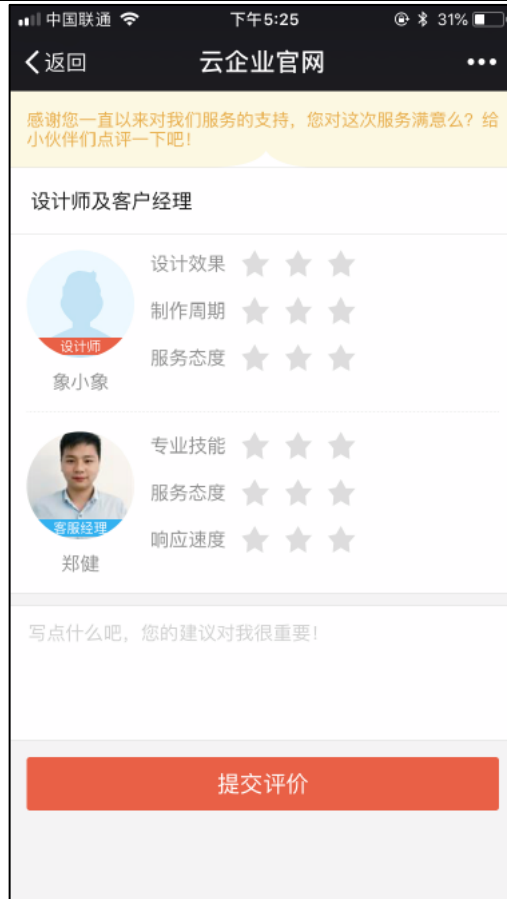 中国联通 下午5:25 31%
返回 云企业官网
感谢您一直以来对我们服务的支持，您对这次服务满意么？给
小伙伴们点评一下吧！
设计师及客户经理
设计效果
制作周期
设计师
服务态度
象小象
专业技能
服务态度
客服经理
响应速度
郑健
写点什么吧，您的建议对我很重要！
提交评价